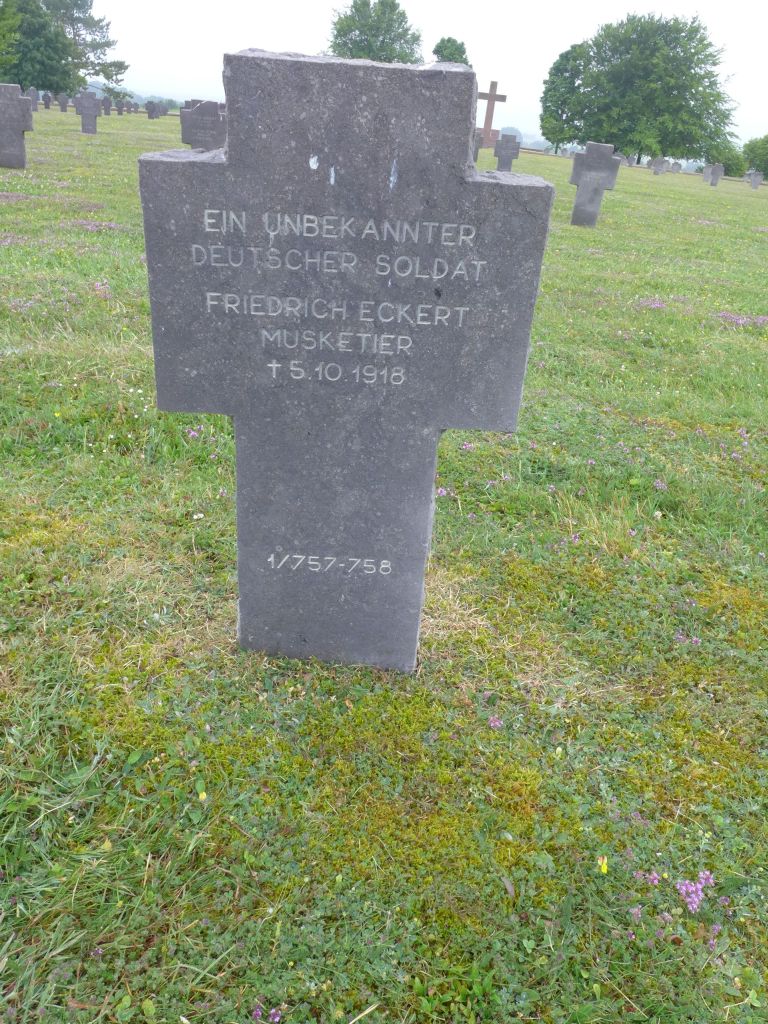 EIN UNBEKANNTER
DEUTSCHER SOLDAT
FRIEDRICH ECKERT
MUSKETIER
† 5.10.1918
1/757-758